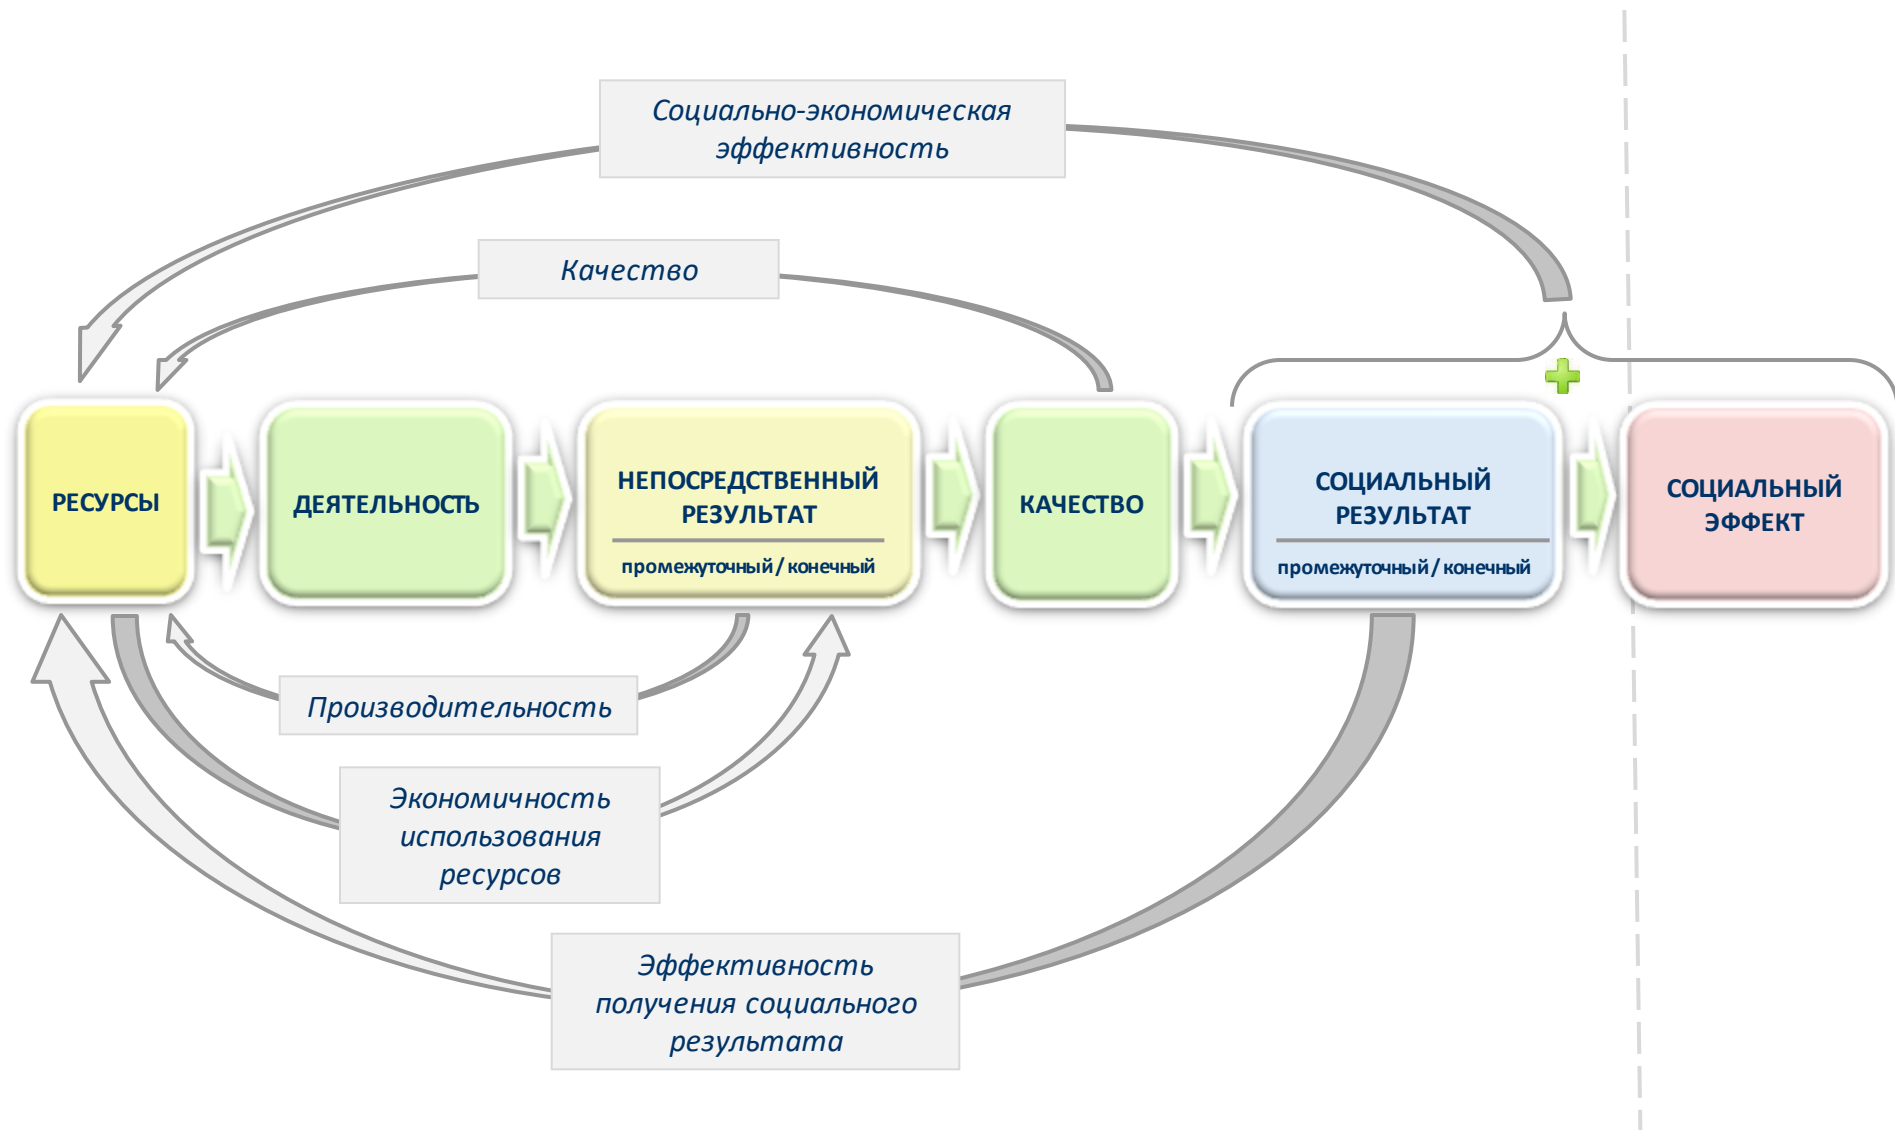 Социально-экономическая
эффективность
Качество
РЕСУРСЫ
ДЕЯТЕЛЬНОСТЬ
НЕПОСРЕДСТВЕННЫЙ
РЕЗУЛЬТАТ
промежуточный / конечный
КАЧЕСТВО
СОЦИАЛЬНЫЙ
РЕЗУЛЬТАТ
промежуточный / конечный
СОЦИАЛЬНЫЙ
ЭФФЕКТ
Производительность
Экономичность
использования
ресурсов
Эффективность
получения социального
результата